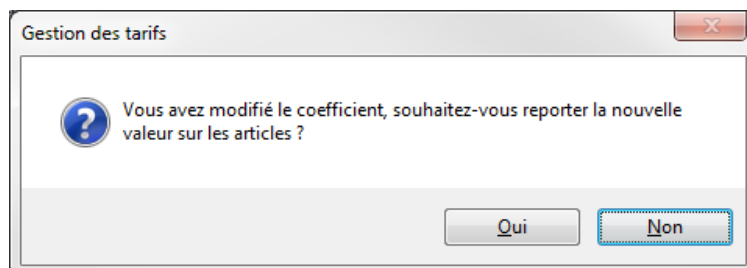 Gestion des tarifs
Vous avez modifié le coefficient, souhaitez-vous reporter la nouvelle
valeur sur les articles ?
Oui
Non